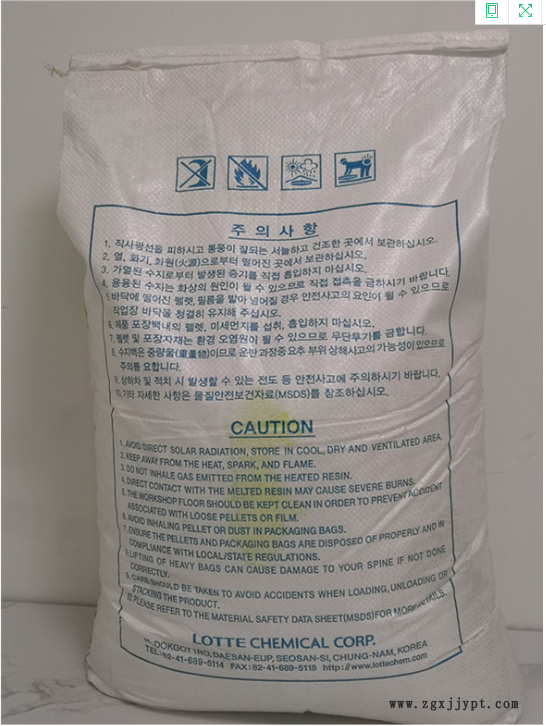 주의사항
1. 직사광선을 피하시고 통풍이 잘되는 서늘하고 건조한 곳에서 보관하십시오.
2. 열, 화기, 화원(火源)으로부터 떨어진 곳에서 보관하십시오.
3. 가열된 수지로부터 발생된 증기를 직접 흡입하지 마십시오.
4. 용융된 수지는 화상의 원인이 될 수 있으므로 직접 접촉을 금하시기 바랍니다.
5. 바닥에 떨어진 펠렛, 필름을 밟아 넘어질 경우 안전사고의 요인이 될 수 있으므로
작업장 바닥을 청결히 유지해 주십시오.
6. 제품 포장백내의 펠렛, 미세먼지를 섭취, 흡입하지 마십시오.
7. 펠렛 및 포장자재는 환경 오염원이 될 수 있으므로 무단투기를 금합니다.
8. 수지백은 중량물(重量物)이므로 운반 과정중 요추 부위 상해사고의 가능성이 있으므로
주의를 요합니다.
9. 상하차 및 적치 시 발생할 수 있는 전도 등 안전사고에 주의하시기 바랍니다.
10. 기타 자세한 사항은 물질안전보건자료(MSDS)를 참조하십시오.
CAUTION
1. AVOID DIRECT SOLAR RADIATION, STORE IN COOL, DRY AND VENTILATED AREA.
2. KEEP AWAY FROM THE HEAT, SPARK, AND FLAME.
3. DO NOT INHALE GAS EMITTED FROM THE HEATED RESIN.
4. DIRECT CONTACT WITH THE MELTED RESIN MAY CAUSE SEVERE BURNS.
5. THE WORKSHOP FLOOR SHOULD BE KEPT CLEAN IN ORDER TO PREVENT ACCIDENT
ASSOCIATED WITH LOOSE PELLETS OR FILM.
6. AVOID INHALING PELLET OR DUST IN PACKAGING BAGS.
7. ENSURE THE PELLETS AND PACKAGING BAGS ARE DISPOSED OF PROPERLY AND IN
COMPLIANCE WITH LOCAL/STATE REGULATIONS.
8. LIFTING OF HEAVY BAGS CAN CAUSE DAMAGE TO YOUR SPINE IF NOT DONE
CORRECTLY.
9. CARE SHOULD BE TAKEN TO AVOID ACCIDENTS WHEN LOADING, UNLOADING OR
STACKING THE PRODUCT.
10. PLEASE REFER TO THE MATERIAL SAFETY DATA SHEET(MSDS)FOR MORE DETAILS.
LOTTE CHEMICAL CORP.
DOKGOT 1RO, DAESAN-EUP, SEOSAN-SI, CHUNG-NAM, KOREA
TEL:82-41-689-5114 FAX:82-41-689-5118 http://www.lottechem.com
www.zgxjjypt.com